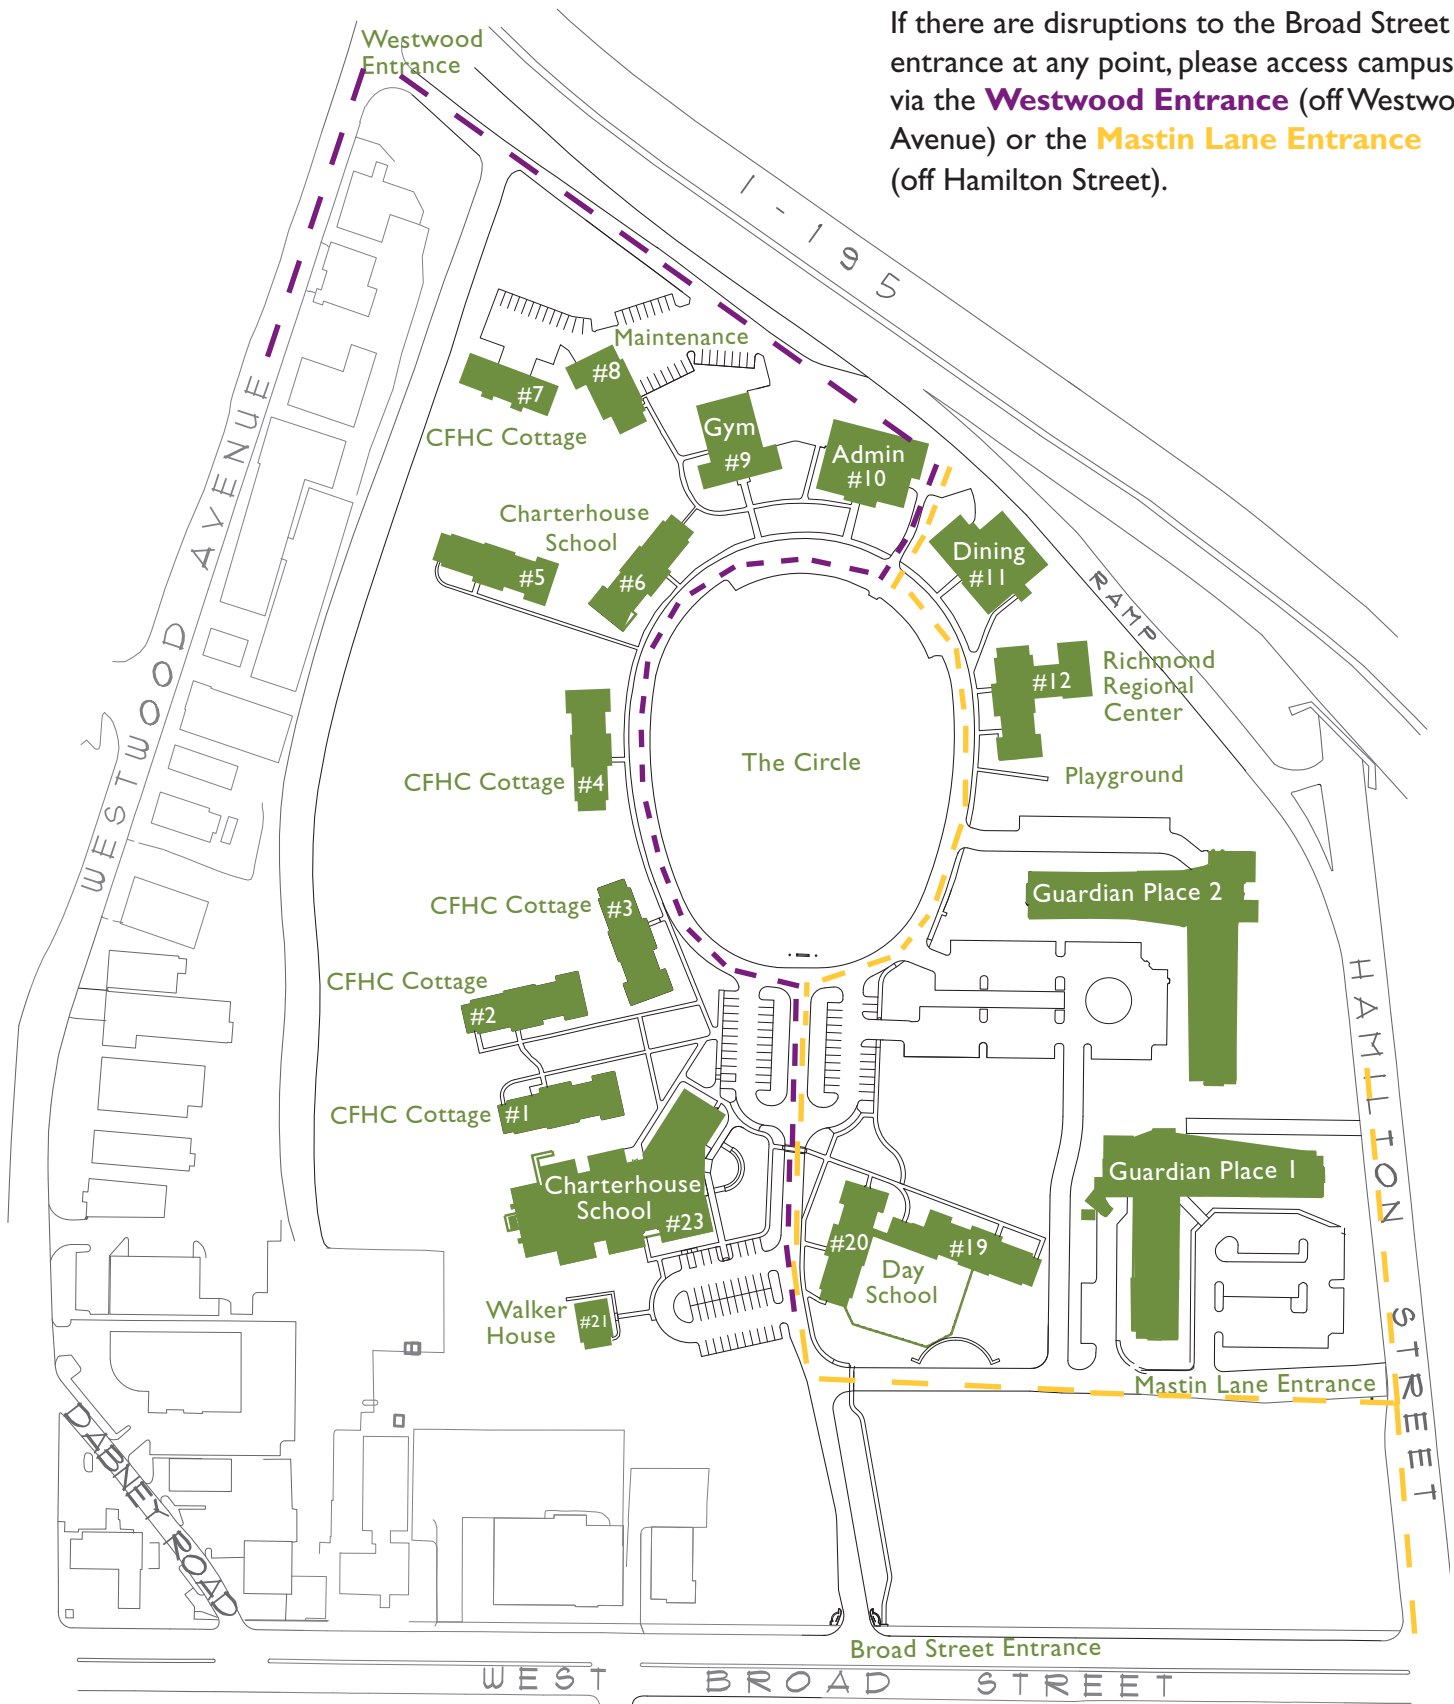 If there are disruptions to the Broad Street
entrance at any point, please access campus
via the Westwood Entrance (off Westwo
Avenue) or the Mastin Lane Entrance
(off Hamilton Street).
Westwood
Entrance
I-195
Maintenance
#8
#7
CFHC Cottage
Gym
#9
Admin
#10
Charterhouse
School
#5
#6
Dining
#11
RAMP
WESTWOOD AVENUE
#12
Richmond
Regional
Center
The Circle
Playground
CFHC Cottage
#4
Guardian Place 2
CFHC Cottage
#3
CFHC Cottage
#2
HAMILTON STREET
CFHC Cottage
#1
Guardian Place 1
Charterhouse
School
#23
#20
#19
Day
School
Walker
House
#21
Mastin Lane Entrance
DABNEY ROAD
Broad Street Entrance
WEST BROAD STREET